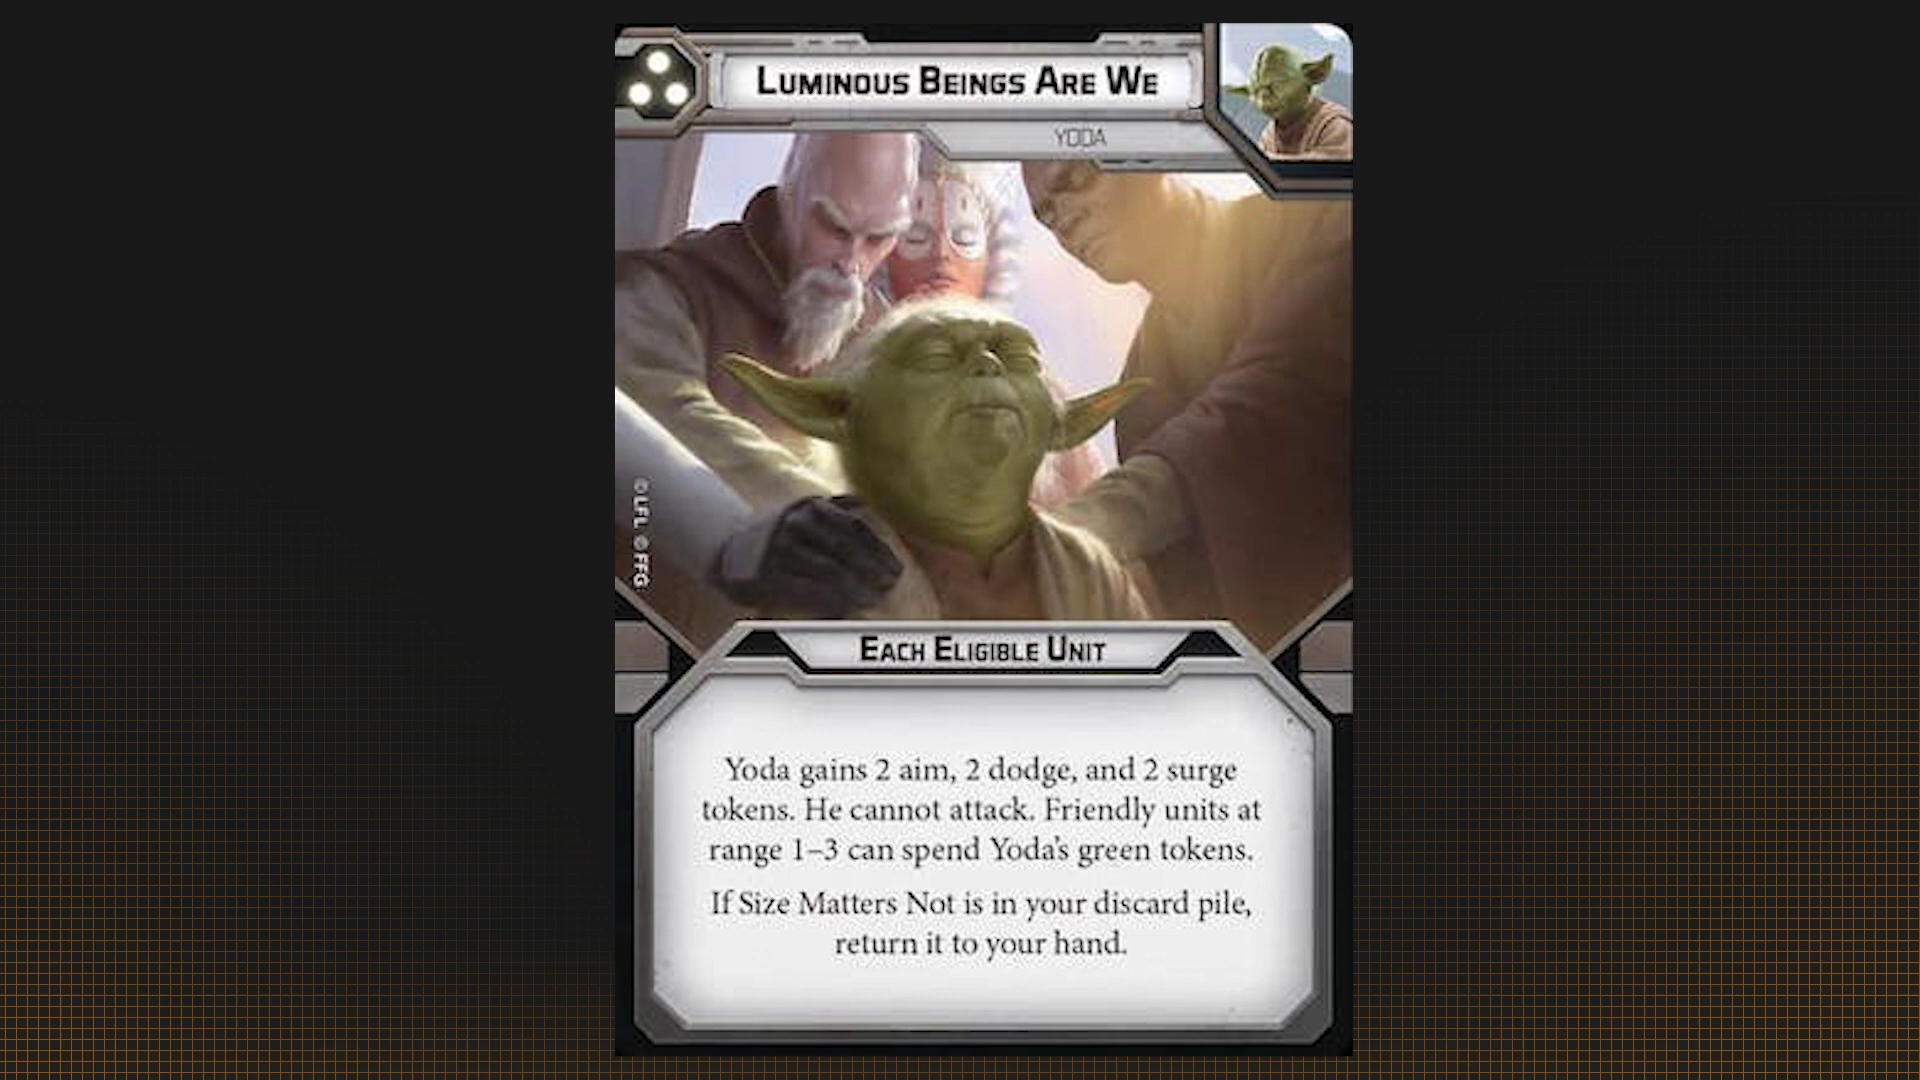 Luminous Beings Are We
YODA
©LFL ©FFG
Each Eligible Unit
Yoda gains 2 aim, 2 dodge, and 2 surge
tokens. He cannot attack. Friendly units at
range 1–3 can spend Yoda's green tokens.
If Size Matters Not is in your discard pile,
return it to your hand.